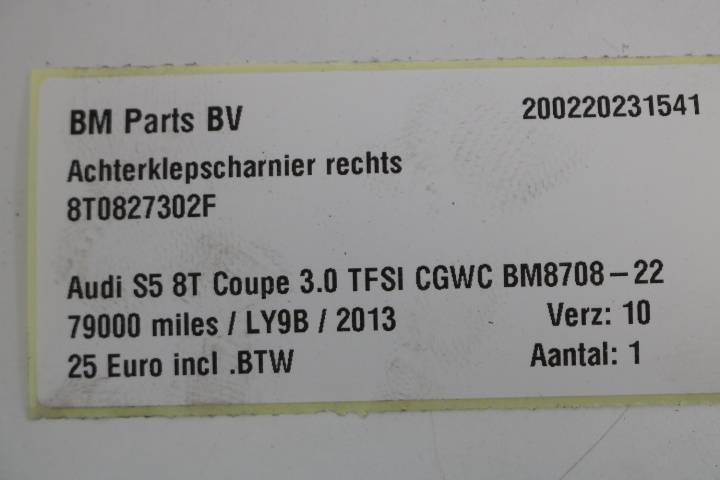 BM Parts BV 200220231541
Achterklepscharnier rechts
8T0827302F
Audi S5 8T Coupe 3.0 TFSI CGWC BM8708-22
79000 miles / LY9B / 2013 Verz: 10
25 Euro incl .BTW Aantal: 1